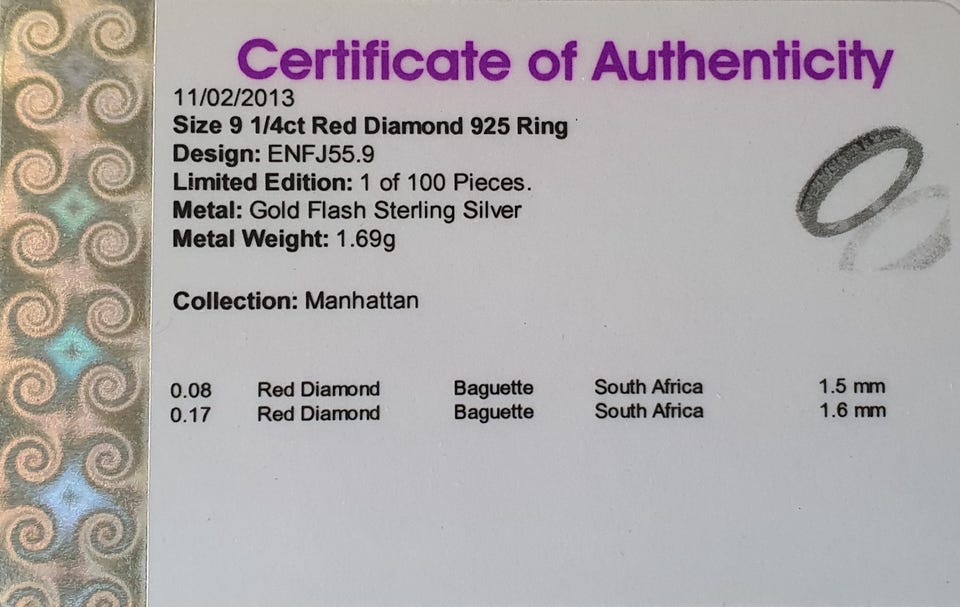 Certificate of Authenticity
11/02/2013
Size 9 1/4ct Red Diamond 925 Ring
Design: ENFJ55.9
Limited Edition: 1 of 100 Pieces.
Metal: Gold Flash Sterling Silver
Metal Weight: 1.69g
Collection: Manhattan
0.08 Red Diamond Baguette South Africa 1.5 mm
0.17 Red Diamond Baguette South Africa 1.6 mm